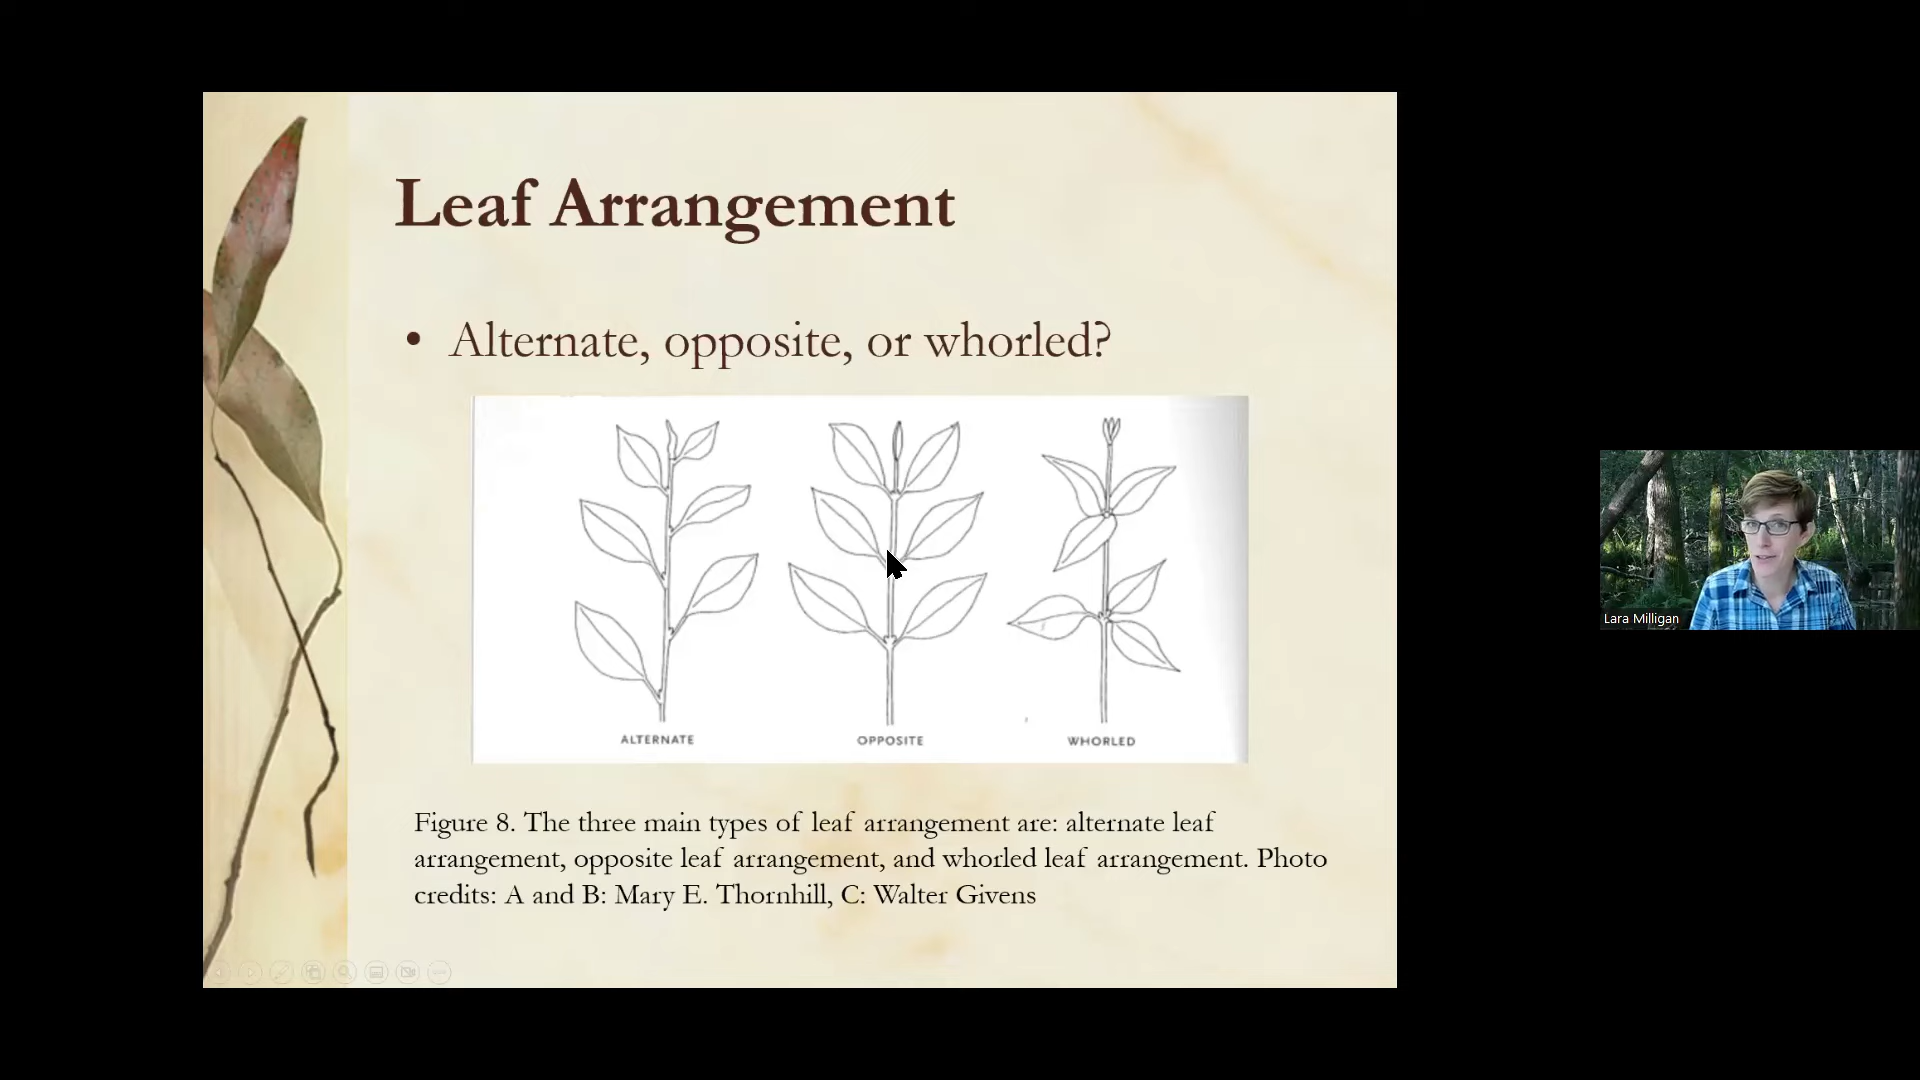 Leaf Arrangement
• Alternate, opposite, or whorled?
ALTERNATE
OPPOSITE
WHORLED
Figure 8. The three main types of leaf arrangement are: alternate leaf
arrangement, opposite leaf arrangement, and whorled leaf arrangement. Photo
credits: A and B: Mary E. Thornhill, C: Walter Givens
Lara Milligan